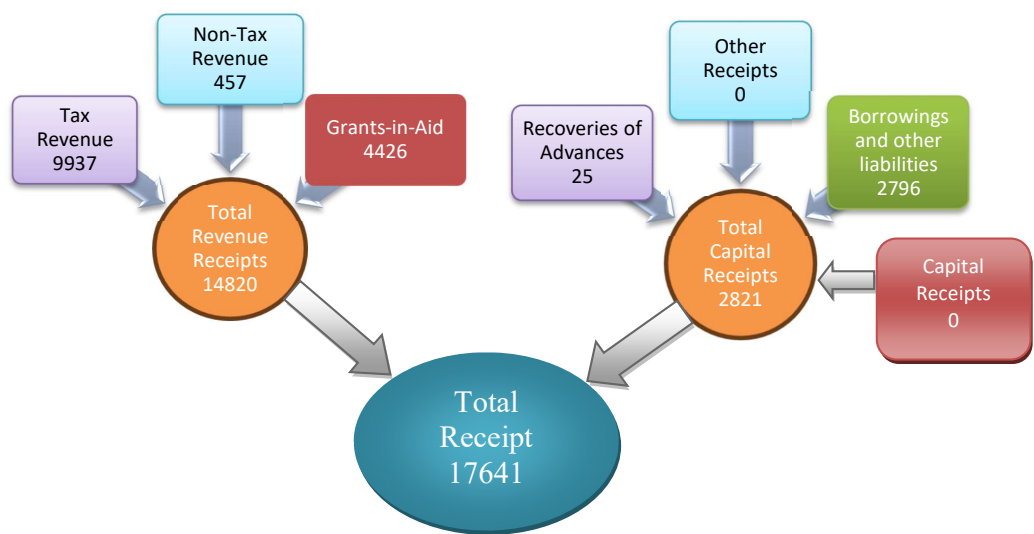 Non-Tax
Revenue
457
Tax
Revenue
9937
Grants-in-Aid
4426
Total
Revenue
Receipts
14820
Other
Receipts
0
Recoveries of
Advances
25
Borrowings
and other
liabilities
2796
Total
Capital
Receipts
2821
Capital
Receipts
0
Total
Receipt
17641